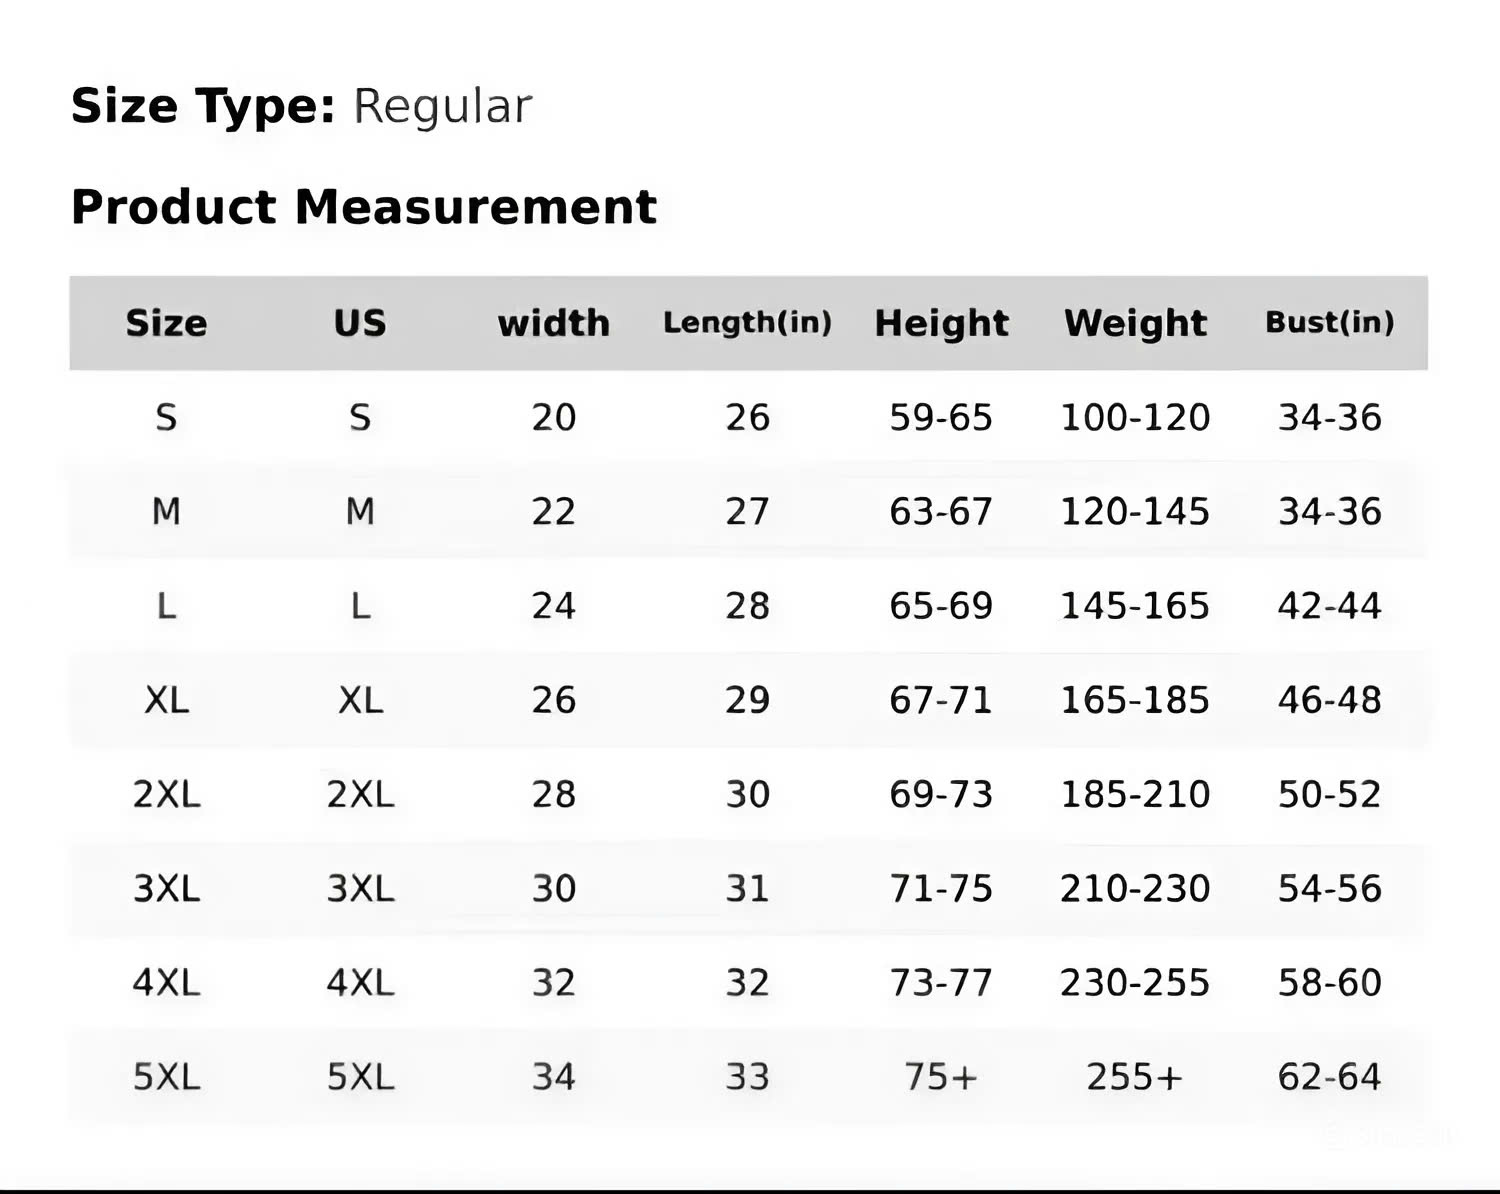 Size Type: Regular
Product Measurement
Size US width Length(in) Height Weight Bust(in)
S S 20 26 59-65 100-120 34-36
M M 22 27 63-67 120-145 34-36
L L 24 28 65-69 145-165 42-44
XL XL 26 29 67-71 165-185 46-48
2XL 2XL 28 30 69-73 185-210 50-52
3XL 3XL 30 31 71-75 210-230 54-56
4XL 4XL 32 32 73-77 230-255 58-60
5XL 5XL 34 33 75+ 255+ 62-64